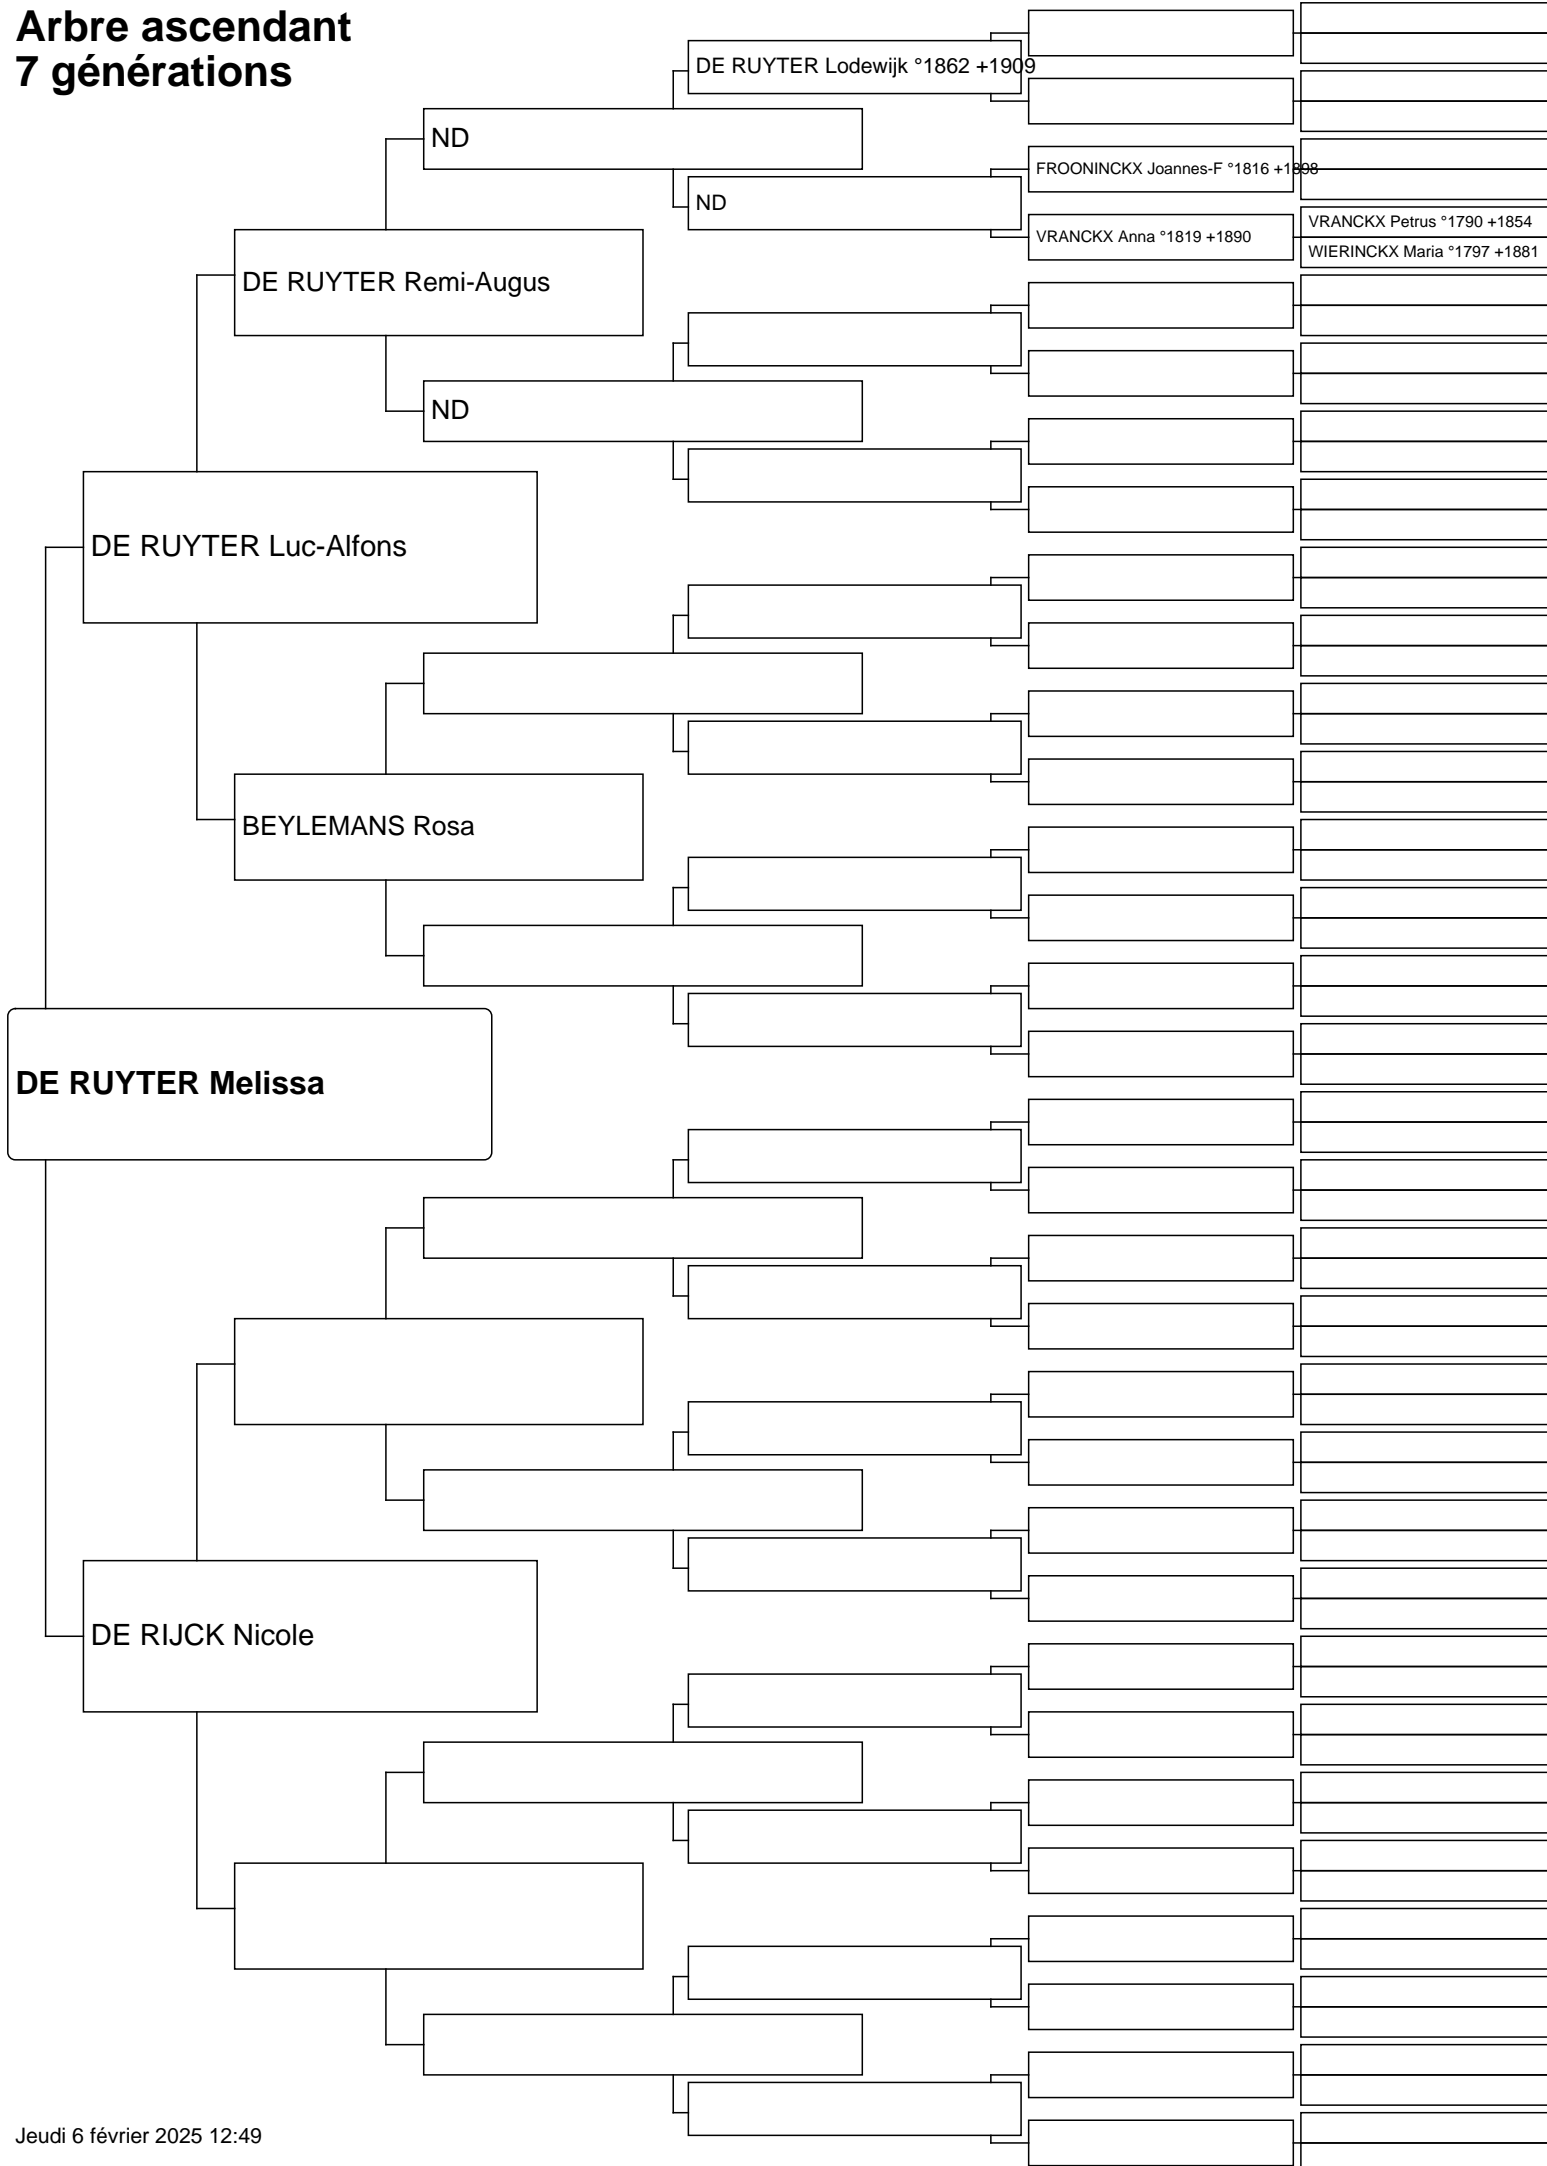 Arbre ascendant
7 générations
DE RUYTER Lodewijk °1862 +1909
ND
FROONINCKX Joannes-F °1816 +1898
ND
VRANCKX Petrus °1790 +1854
VRANCKX Anna °1819 +1890
WIERINCKX Maria °1797 +1881
DE RUYTER Remi-Augus
ND
DE RUYTER Luc-Alfons
BEYLEMANS Rosa
DE RUYTER Melissa
DE RIJCK Nicole
Jeudi 6 février 2025 12:49